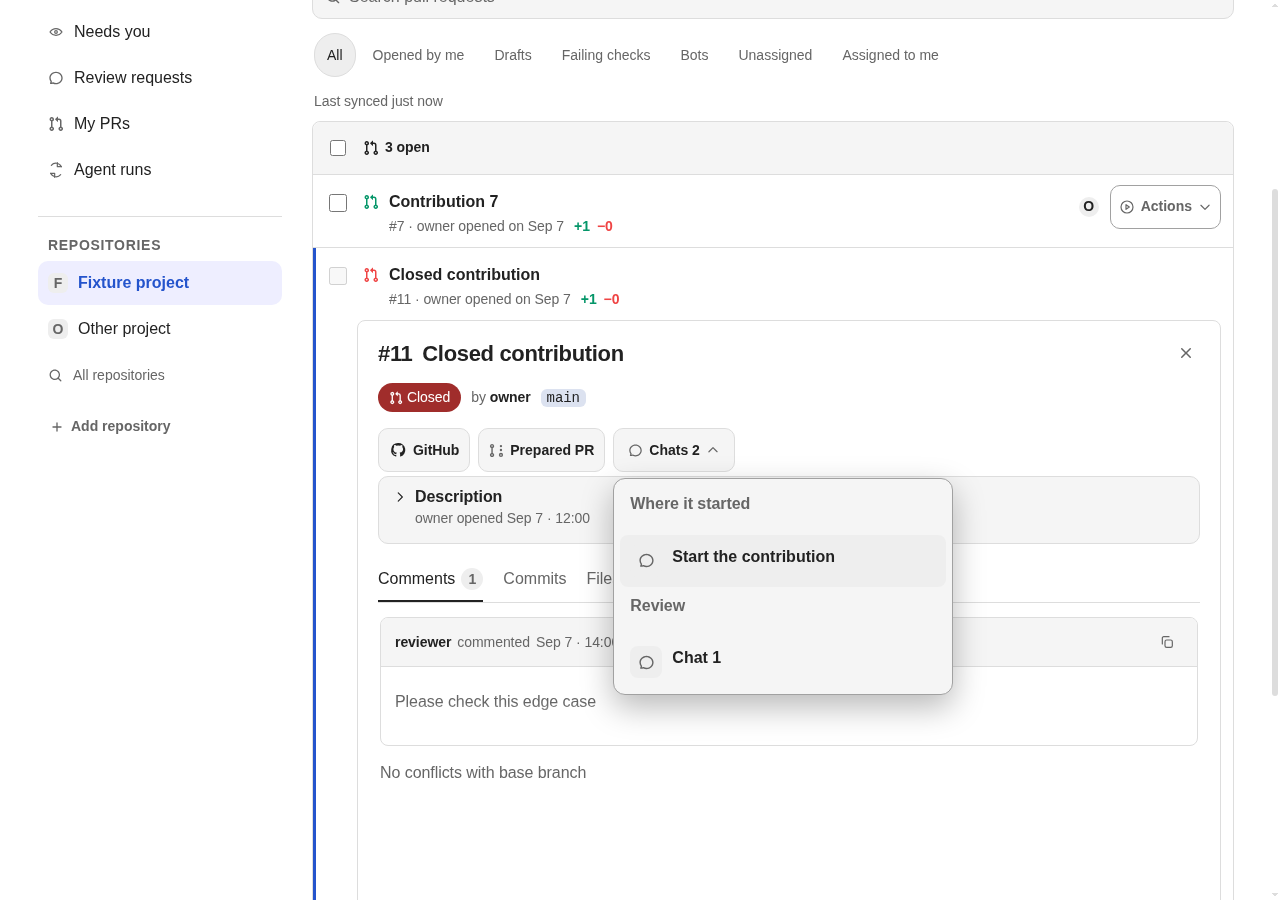 Search pull requests
Needs you
Review requests
My PRs
Agent runs
REPOSITORIES
F Fixture project
O Other project
All repositories
Add repository
All Opened by me Drafts Failing checks Bots Unassigned Assigned to me
Last synced just now
3 open
Contribution 7
#7 · owner opened on Sep 7 +1 −0
O Actions
Closed contribution
#11 · owner opened on Sep 7 +1 −0
#11 Closed contribution
Closed by owner main
GitHub Prepared PR Chats 2
Description
owner opened Sep 7 · 12:00
Where it started
Start the contribution
Review
Chat 1
Comments 1 Commits File
reviewer commented Sep 7 · 14:00
Please check this edge case
No conflicts with base branch